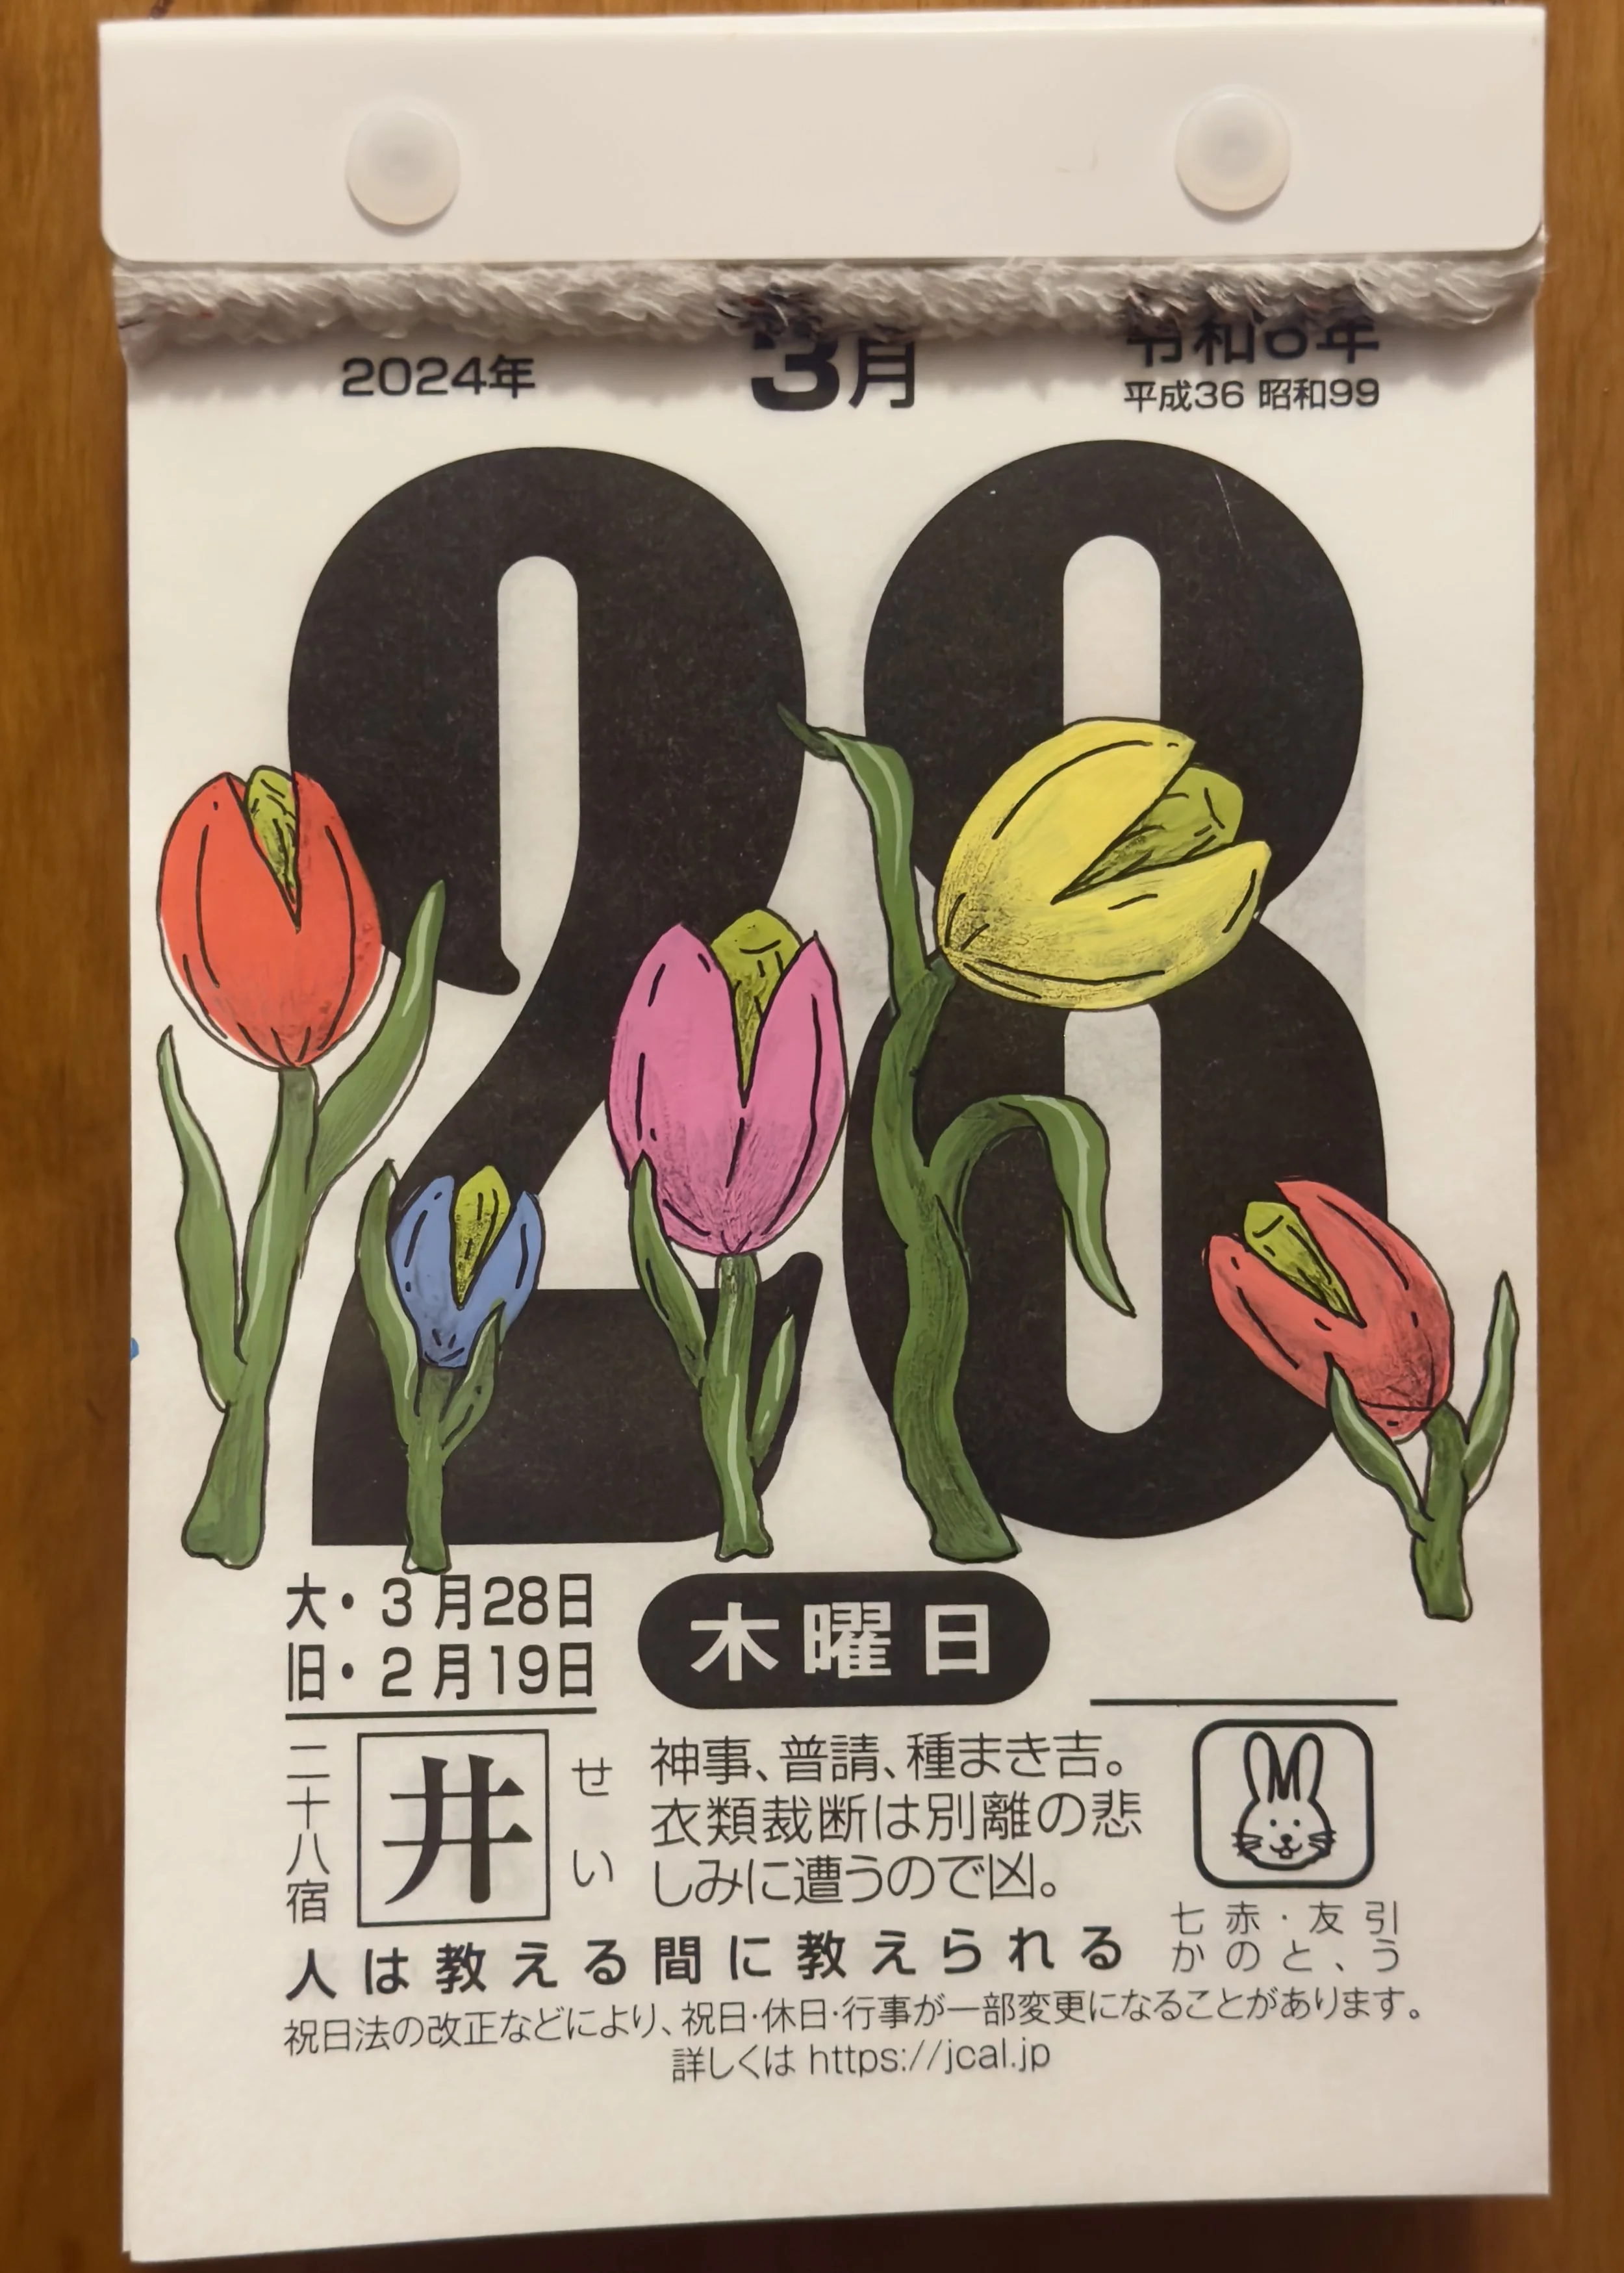 2024年
3月
令和6年
平成36 昭和99
28
大・3月28日
旧・2月19日
木曜日
二十八宿
井
せい
神事、普請、種まき吉。
衣類裁断は別離の悲
しみに遭うので凶。
七赤・友引
かのと、う
人は教える間に教えられる
祝日法の改正などにより、祝日・休日・行事が一部変更になることがあります。
詳しくは https://jcal.jp